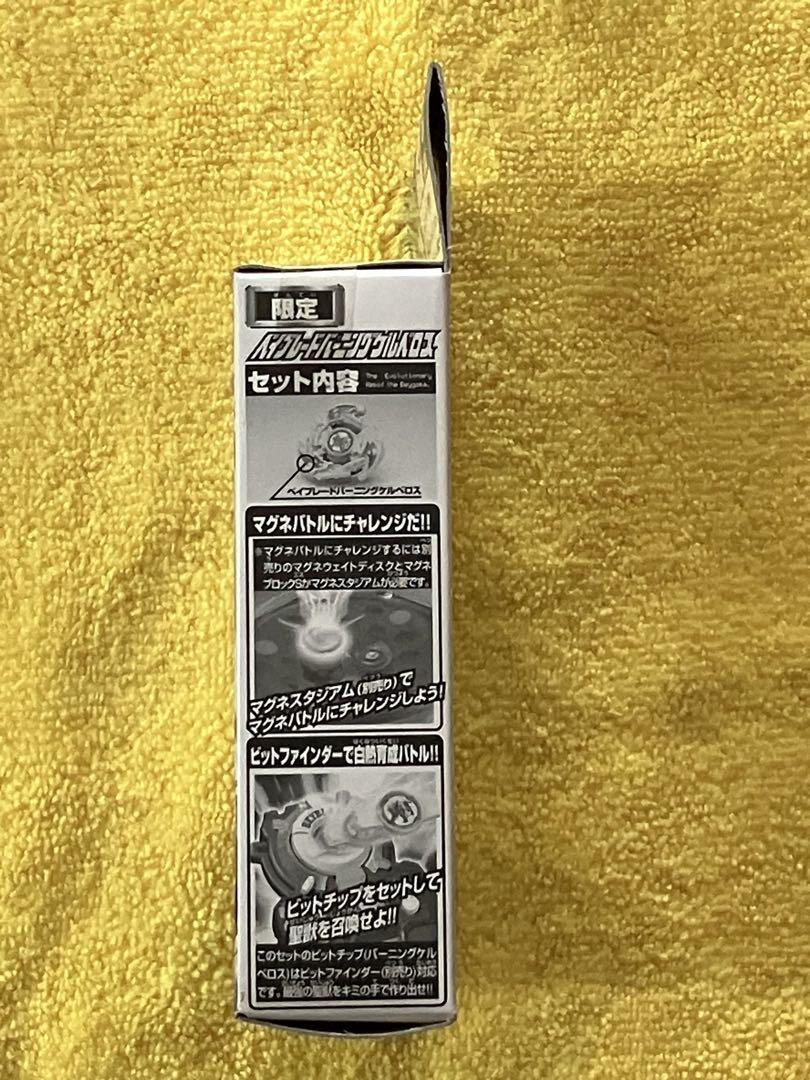 限定
ベイブレードバーニングケルベロス
セット内容
The Evolutionary
ベイブレードバーニングケルベロス
マグネバトルにチャレンジだ!!
※マグネバトルにチャレンジするには別
売りのマグネウェイトディスクとマグネ
ブロックSかマグネスタジアムが必要です。
マグネスタジアム(別売り)で
マグネバトルにチャレンジしよう!
ビットファインダーで白熱育成バトル!!
ビットチップをセットして
聖獣を召喚せよ!!
このセットのビットチップ(バーニングケル
ベロス)はビットファインダー(別売り)対応
です。最強の聖獣をキミの手で作り出せ!!